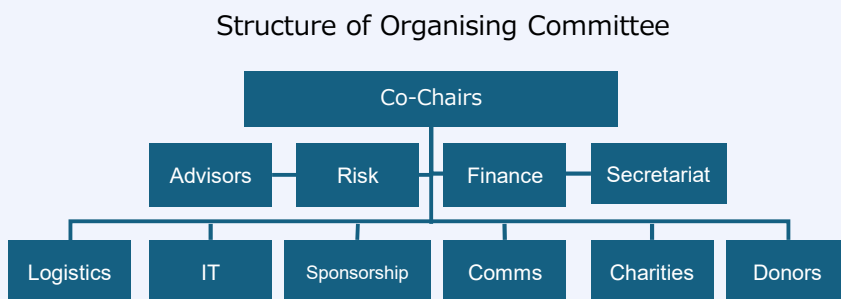 Structure of Organising Committee
Co-Chairs
Advisors
Risk
Finance
Secretariat
Logistics
IT
Sponsorship
Comms
Charities
Donors